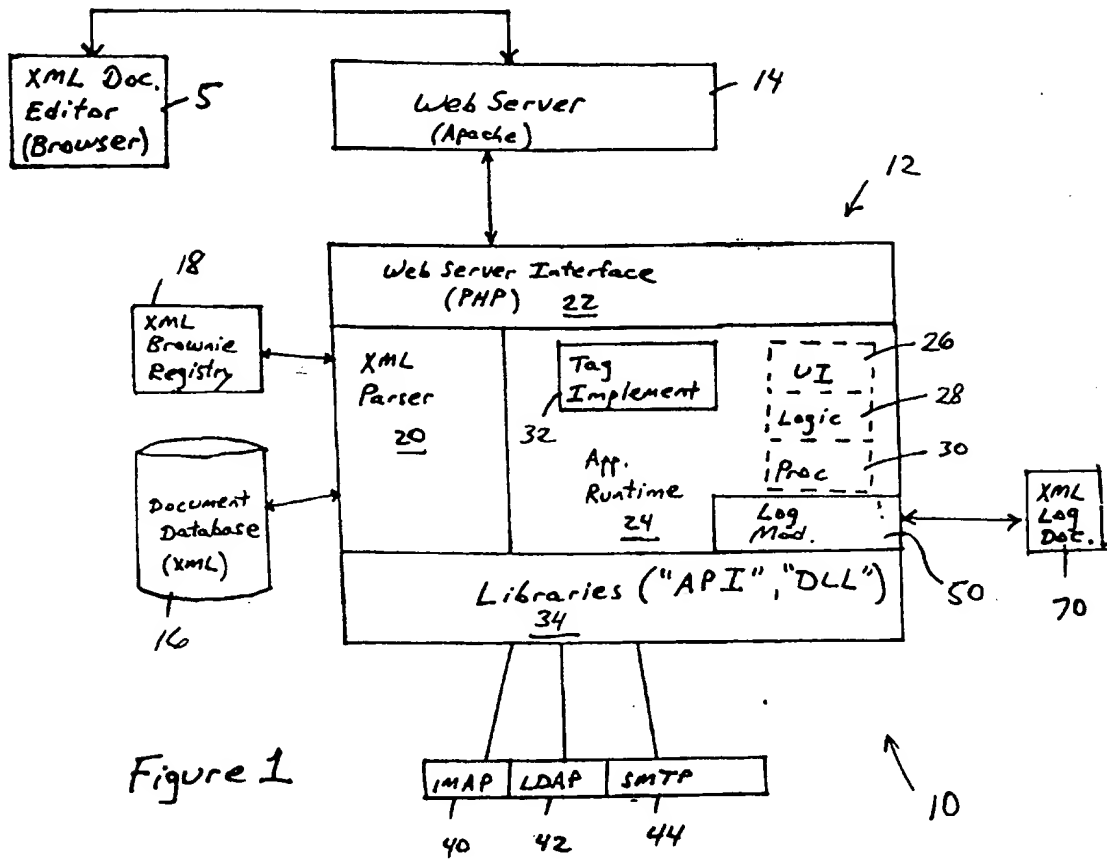 XML Doc.
Editor
(Browser)
5
Web Server
(Apache)
14
12
Web Server Interface
(PHP) 22
18
XML
Brownie
Registry
XML
Parser
20
Tag
Implement
32
UI
26
Logic
28
Proc
30
App.
Runtime
24
Log
Mod.
50
XML
Log
Doc.
70
Document
Database
(XML)
16
Libraries ("API", "DLL")
34
IMAP LDAP SMTP
40 42 44
Figure 1
10